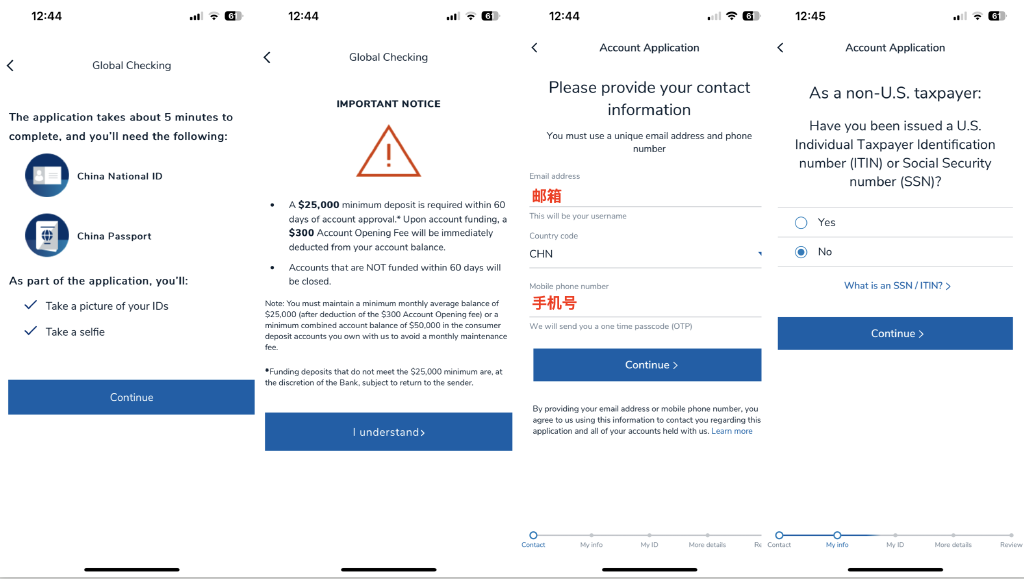 12:44
61
Global Checking
The application takes about 5 minutes to
complete, and you'll need the following:
China National ID
China Passport
As part of the application, you'll:
Take a picture of your IDs
Take a selfie
Continue
12:44
61
Global Checking
IMPORTANT NOTICE
• A $25,000 minimum deposit is required within 60
days of account approval.* Upon account funding, a
$300 Account Opening Fee will be immediately
deducted from your account balance.
• Accounts that are NOT funded within 60 days will
be closed.
Note: You must maintain a minimum monthly average balance of
$25,000 (after deduction of the $300 Account Opening fee) or a
minimum combined account balance of $50,000 in the consumer
deposit accounts you own with us to avoid a monthly maintenance
fee.
*Funding deposits that do not meet the $25,000 minimum are, at
the discretion of the Bank, subject to return to the sender.
I understand>
12:44
61
Account Application
Please provide your contact
information
You must use a unique email address and phone
number
Email address
邮箱
This will be your username
Country code
CHN
Mobile phone number
手机号
We will send you a one time passcode (OTP)
Continue >
By providing your email address or mobile phone number, you
agree to us using this information to contact you regarding this
application and all of your accounts held with us. Learn more
Contact My info My ID More details Re
12:45
61
Account Application
As a non-U.S. taxpayer:
Have you been issued a U.S.
Individual Taxpayer Identification
number (ITIN) or Social Security
number (SSN)?
Yes
No
What is an SSN / ITIN? >
Continue >
Contact My info My ID More details Review